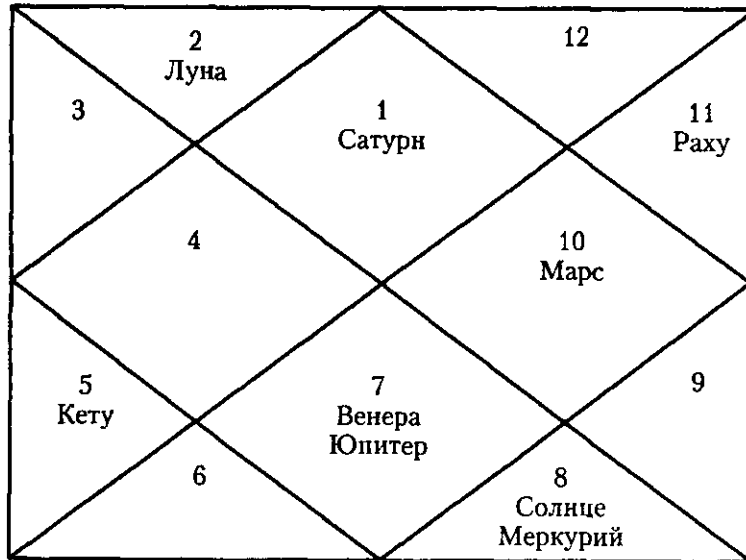 2
Луна
12
3
1
Сатурн
11
Раху
4
10
Марс
5
Кету
7
Венера
Юпитер
9
6
8
Солнце
Меркурий